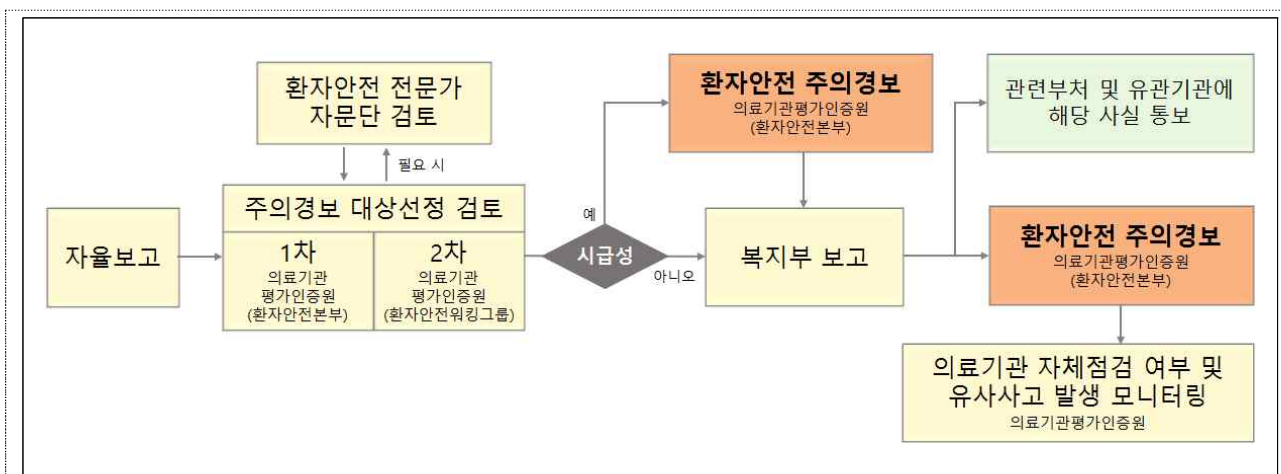 환자안전 전문가
자문단 검토
필요 시
자율보고
주의경보 대상선정 검토
1차
의료기관
평가인증원
(환자안전본부)
2차
의료기관
평가인증원
(환자안전워킹그룹)
시급성
예
아니오
환자안전 주의경보
의료기관평가인증원
(환자안전본부)
복지부 보고
관련부처 및 유관기관에
해당 사실 통보
환자안전 주의경보
의료기관평가인증원
(환자안전본부)
의료기관 자체점검 여부 및
유사사고 발생 모니터링
의료기관평가인증원